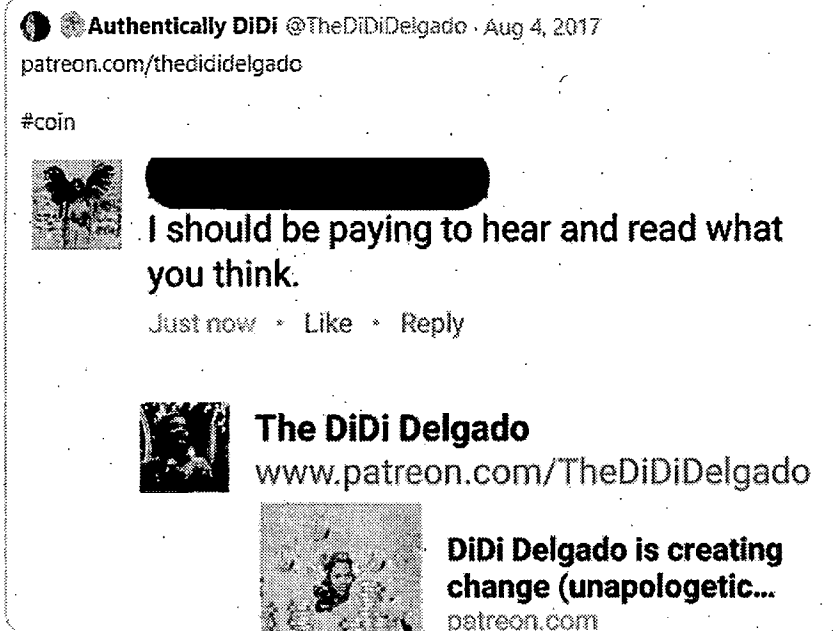 Authentically DiDi @TheDiDiDelgado · Aug 4, 2017
patreon.com/thedididelgado
#coin
I should be paying to hear and read what
you think.
Just now · Like · Reply
The DiDi Delgado
www.patreon.com/TheDiDiDelgado
DiDi Delgado is creating
change (unapologetic...
patreon.com